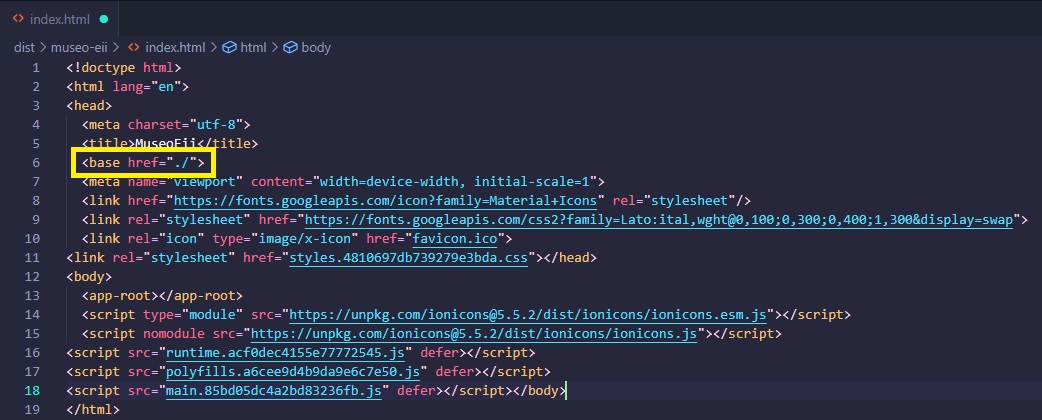 index.html
dist > museo-eii > index.html > html > body
1 <!doctype html>
2 <html lang="en">
3 <head>
4 <meta charset="utf-8">
5 <title>MuseoEii</title>
6 <base href="./">
7 <meta name="viewport" content="width=device-width, initial-scale=1">
8 <link href="https://fonts.googleapis.com/icon?family=Material+Icons" rel="stylesheet"/>
9 <link rel="stylesheet" href="https://fonts.googleapis.com/css2?family=Lato:ital,wght@0,100;0,300;0,400;1,300&display=swap">
10 <link rel="icon" type="image/x-icon" href="favicon.ico">
11 <link rel="stylesheet" href="styles.4810697db739279e3bda.css"></head>
12 <body>
13 <app-root></app-root>
14 <script type="module" src="https://unpkg.com/ionicons@5.5.2/dist/ionicons/ionicons.esm.js"></script>
15 <script nomodule src="https://unpkg.com/ionicons@5.5.2/dist/ionicons/ionicons.js"></script>
16 <script src="runtime.acf0dec4155e77772545.js" defer></script>
17 <script src="polyfills.a6cee9d4b9da9e6c7e50.js" defer></script>
18 <script src="main.85bd05dc4a2bd83236fb.js" defer></script></body>
19 </html>